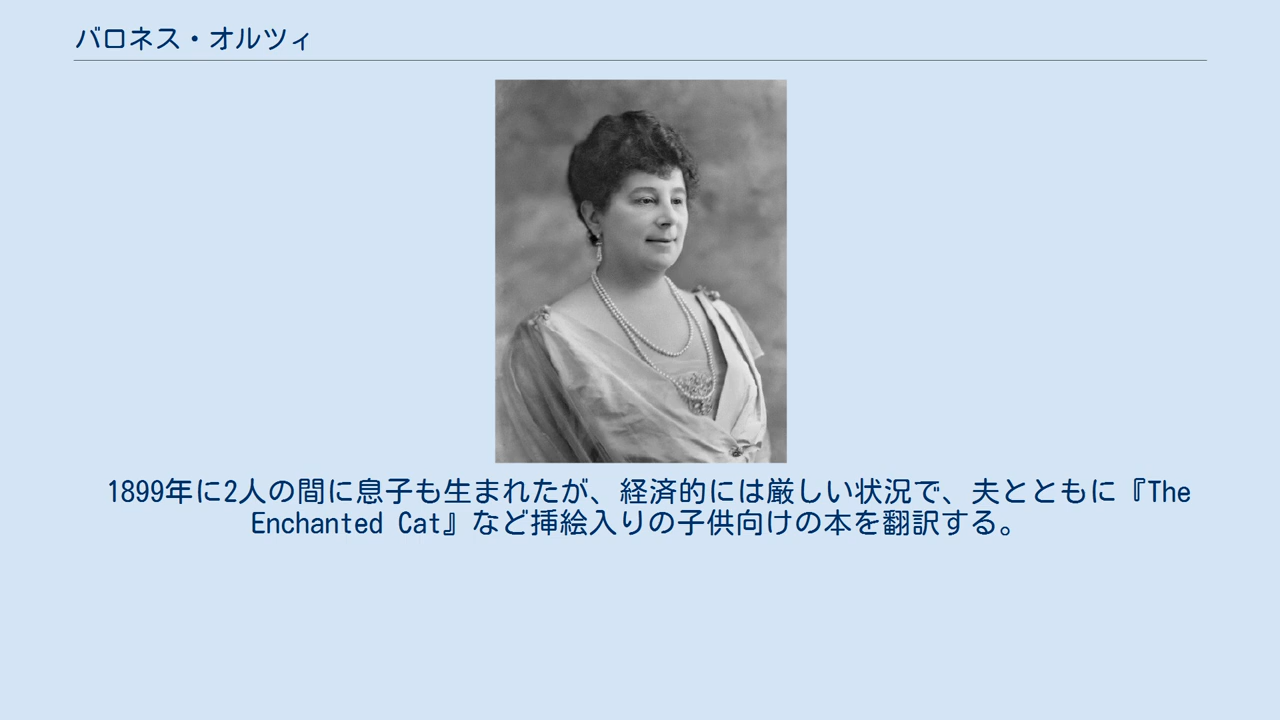 バロネス・オルツィ
1899年に2人の間に息子も生まれたが、経済的には厳しい状況で、夫とともに『The
Enchanted Cat』など挿絵入りの子供向けの本を翻訳する。